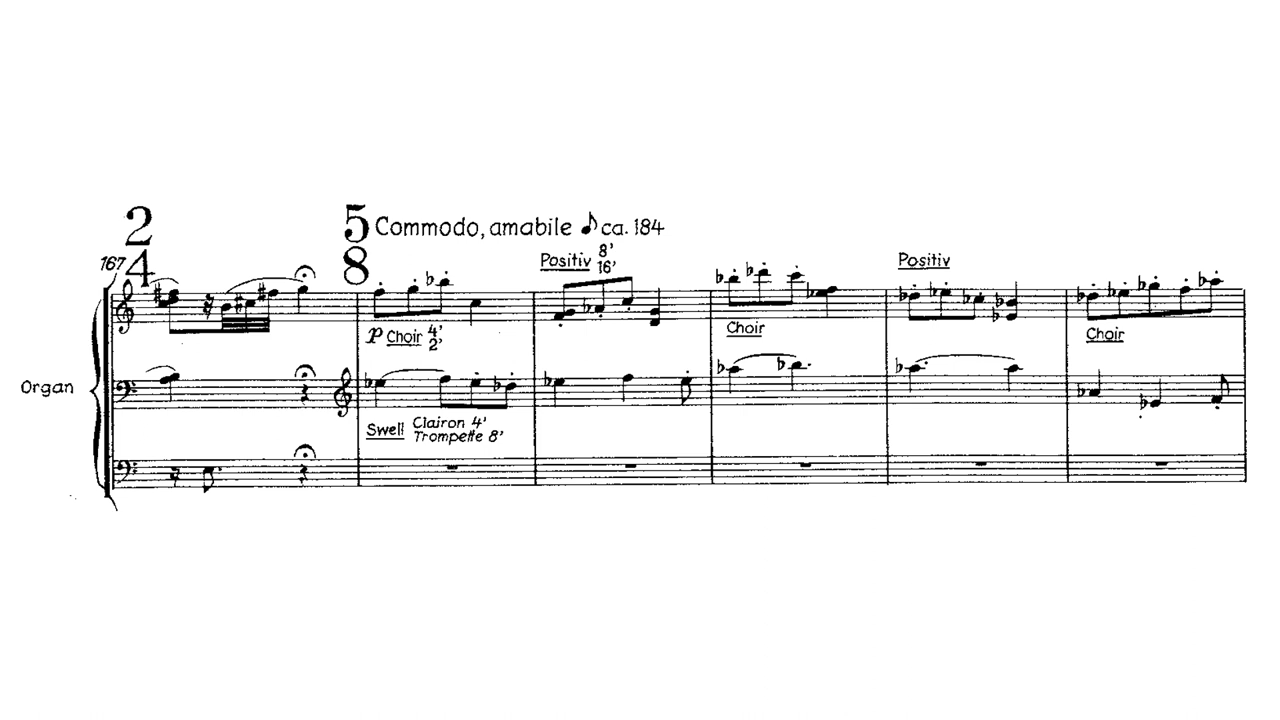 2
4
167
5
8
Commodo, amabile ♪ ca. 184
Positiv 8'
16'
Positiv
p Choir 4'
2'
Choir
Choir
Organ
Swell Clairon 4'
Trompette 8'